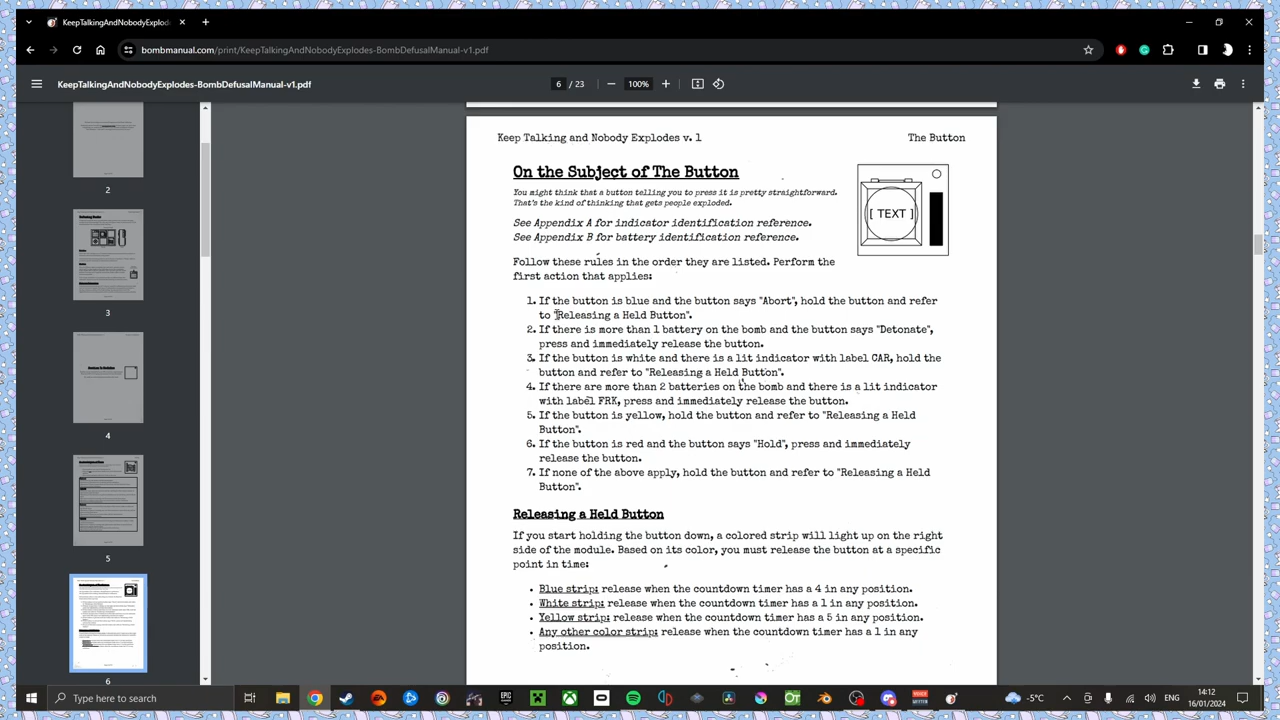 KeepTalkingAndNobodyExplod
bombmanual.com/print/KeepTalkingAndNobodyExplodes-BombDefusalManual-v1.pdf
KeepTalkingAndNobodyExplodes-BombDefusalManual-v1.pdf
6 / 23
100%
2
3
4
5
6
Keep Talking and Nobody Explodes v. 1
The Button
On the Subject of The Button
You might think that a button telling you to press it is pretty straightforward.
That's the kind of thinking that gets people exploded.
[ TEXT ]
See Appendix A for indicator identification reference.
See Appendix B for battery identification reference.
Follow these rules in the order they are listed. Perform the
first action that applies:
1. If the button is blue and the button says "Abort", hold the button and refer
to "Releasing a Held Button".
2. If there is more than 1 battery on the bomb and the button says "Detonate",
press and immediately release the button.
3. If the button is white and there is a lit indicator with label CAR, hold the
button and refer to "Releasing a Held Button".
4. If there are more than 2 batteries on the bomb and there is a lit indicator
with label FRK, press and immediately release the button.
5. If the button is yellow, hold the button and refer to "Releasing a Held
Button".
6. If the button is red and the button says "Hold", press and immediately
release the button.
7. If none of the above apply, hold the button and refer to "Releasing a Held
Button".
Releasing a Held Button
If you start holding the button down, a colored strip will light up on the right
side of the module. Based on its color, you must release the button at a specific
point in time:
• Blue strip: release when the countdown timer has a 4 in any position.
• White strip: release when the countdown timer has a 1 in any position.
• Yellow strip: release when the countdown timer has a 5 in any position.
• Any other color strip: release when the countdown timer has a 1 in any
position.
Type here to search
-5°C
ENG
14:12
16/01/2024